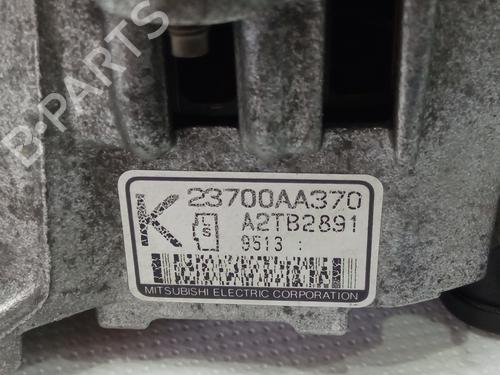 B-PARTS
K 23700AA370
S A2TB2891
9513 :
MITSUBISHI ELECTRIC CORPORATION